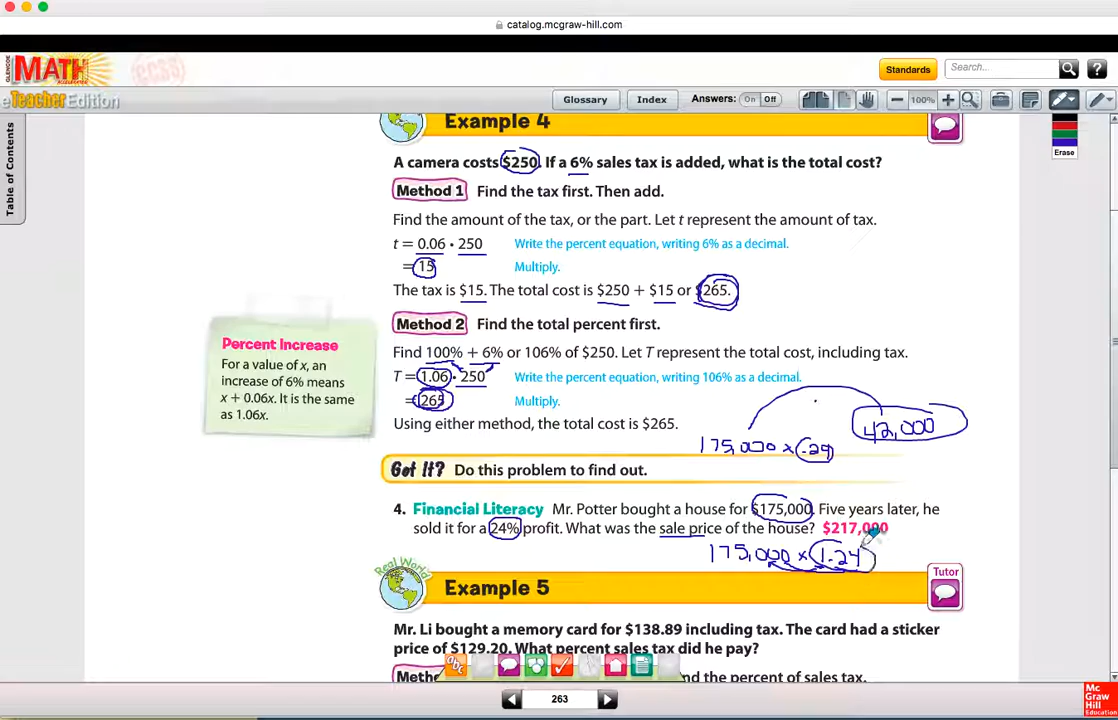 catalog.mcgraw-hill.com
GLENCOE MATH Accelerated
ccss
eTeacherEdition
Standards
Search...
?
Glossary
Index
Answers: On Off
100%
Erase
Table of Contents
Example 4
A camera costs $250. If a 6% sales tax is added, what is the total cost?
Method 1 Find the tax first. Then add.
Find the amount of the tax, or the part. Let t represent the amount of tax.
t = 0.06 • 250 Write the percent equation, writing 6% as a decimal.
= 15 Multiply.
The tax is $15. The total cost is $250 + $15 or $265.
Method 2 Find the total percent first.
Find 100% + 6% or 106% of $250. Let T represent the total cost, including tax.
T = 1.06 • 250 Write the percent equation, writing 106% as a decimal.
= 265 Multiply.
Using either method, the total cost is $265.
Percent Increase
For a value of x, an
increase of 6% means
x + 0.06x. It is the same
as 1.06x.
42,000
175,000 x .24
Got It? Do this problem to find out.
4. Financial Literacy Mr. Potter bought a house for $175,000. Five years later, he
sold it for a 24% profit. What was the sale price of the house? $217,000
175,000 x 1.24
Real World
Tutor
Example 5
Mr. Li bought a memory card for $138.89 including tax. The card had a sticker
price of $129.20. What percent sales tax did he pay?
abc
263
Mc
Graw
Hill
Education